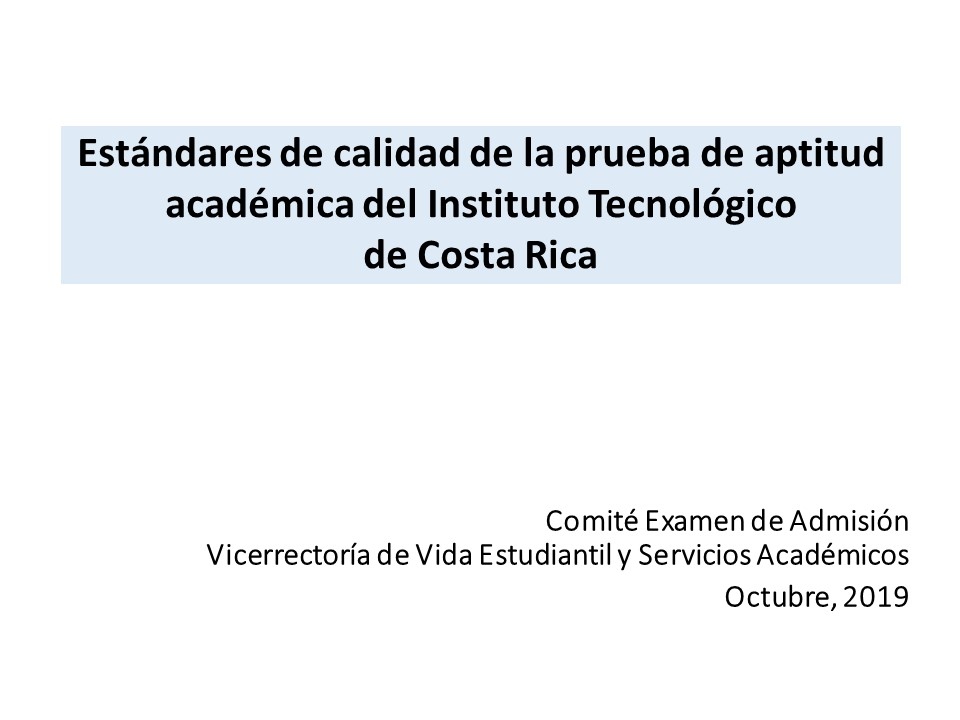 Estándares de calidad de la prueba de aptitud
académica del Instituto Tecnológico
de Costa Rica
Comité Examen de Admisión
Vicerrectoría de Vida Estudiantil y Servicios Académicos
Octubre, 2019